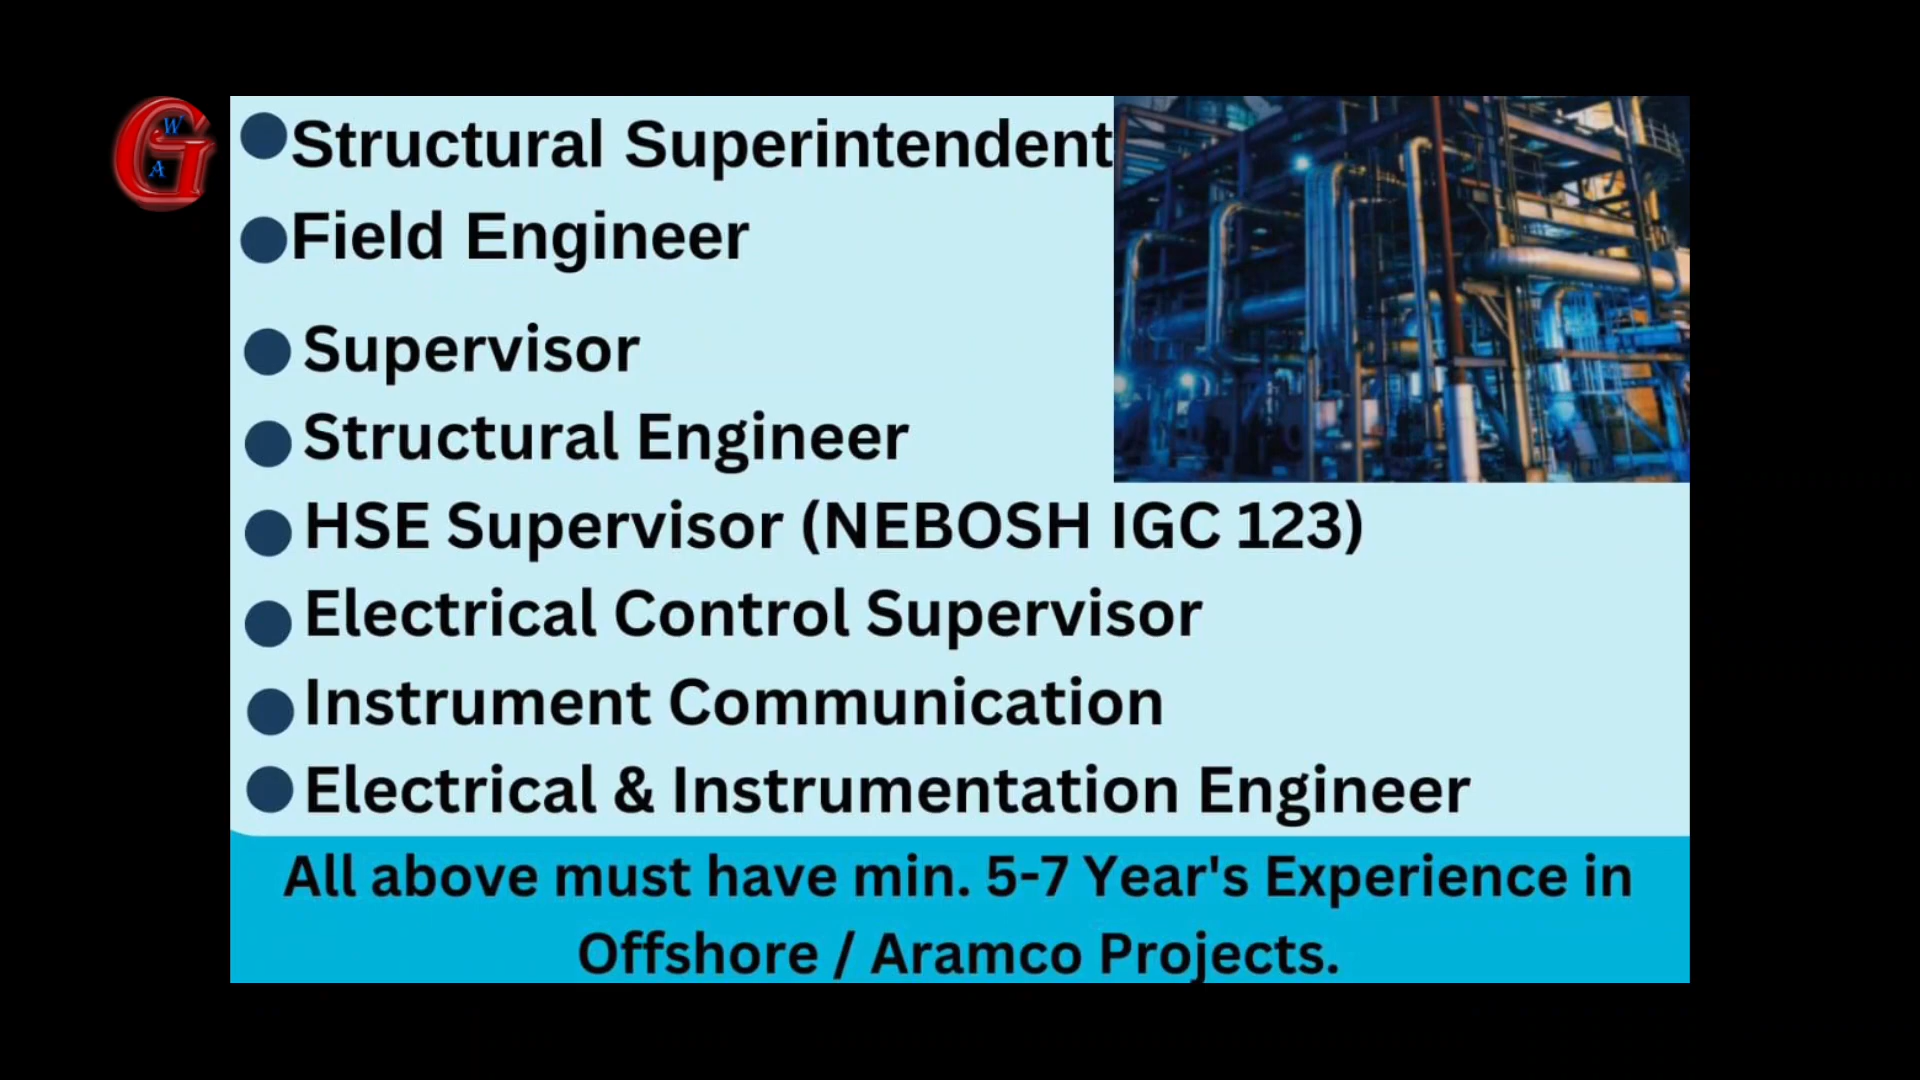 G W A
Structural Superintendent
Field Engineer
Supervisor
Structural Engineer
HSE Supervisor (NEBOSH IGC 123)
Electrical Control Supervisor
Instrument Communication
Electrical & Instrumentation Engineer
All above must have min. 5-7 Year's Experience in
Offshore / Aramco Projects.